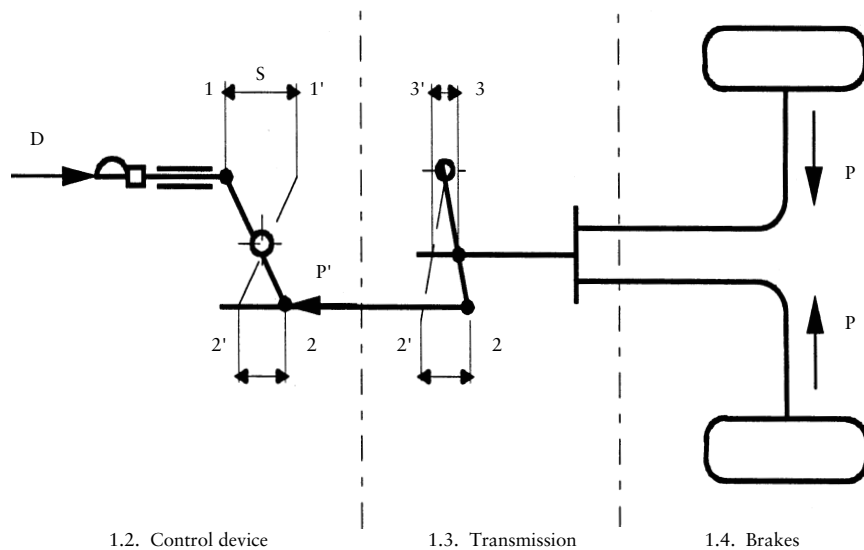 S
1 1' 3' 3
D
P
P'
P
2' 2 2' 2
1.2. Control device 1.3. Transmission 1.4. Brakes